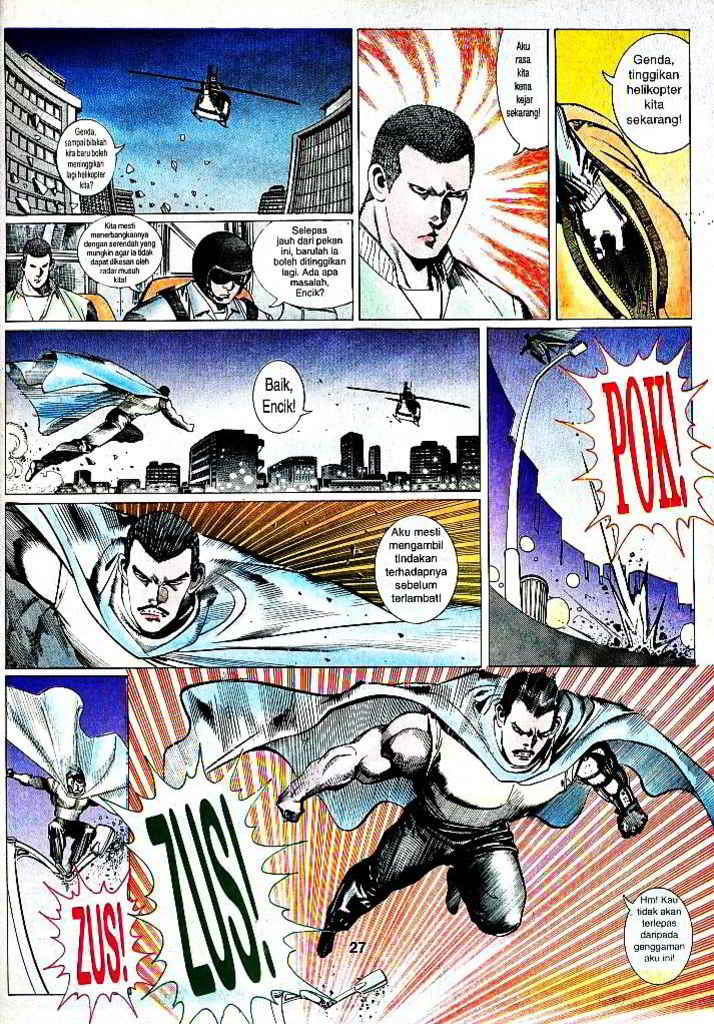 Genda,
sampai bilakah
kita baru boleh
meninggikan
lagi helikopter
kita?
Kita mesti
menerbangkannya
dengan serendah yang
mungkin agar ia tidak
dapat dikesan oleh
radar musuh
kita!
Selepas
jauh dari pekan
ini, barulah ia
boleh ditinggikan
lagi. Ada apa
masalah,
Encik?
Aku
rasa
kita
kena
kejar
sekarang!
Genda,
tinggikan
helikopter
kita
sekarang!
Baik,
Encik!
POK!
Aku mesti
mengambil
tindakan
terhadapnya
sebelum
terlambat!
ZUS!
ZUS!
Hm! Kau
tidak akan
terlepas
daripada
genggaman
aku ini!
27